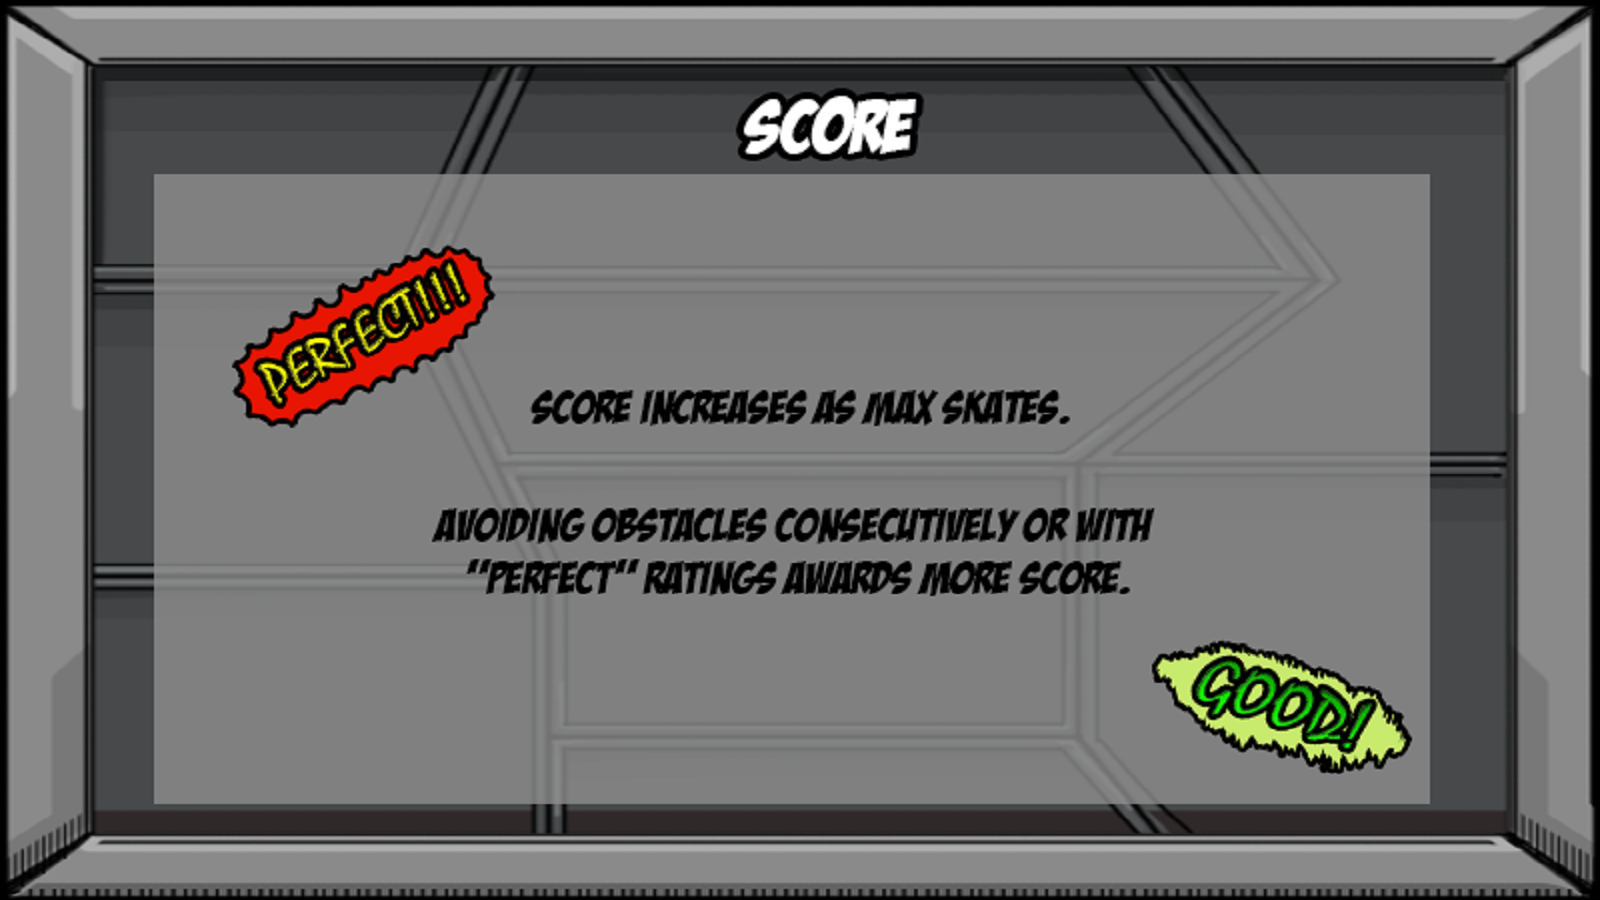 SCORE
PERFECT!!!
SCORE INCREASES AS MAX SKATES.
AVOIDING OBSTACLES CONSECUTIVELY OR WITH
"PERFECT" RATINGS AWARDS MORE SCORE.
GOOD!